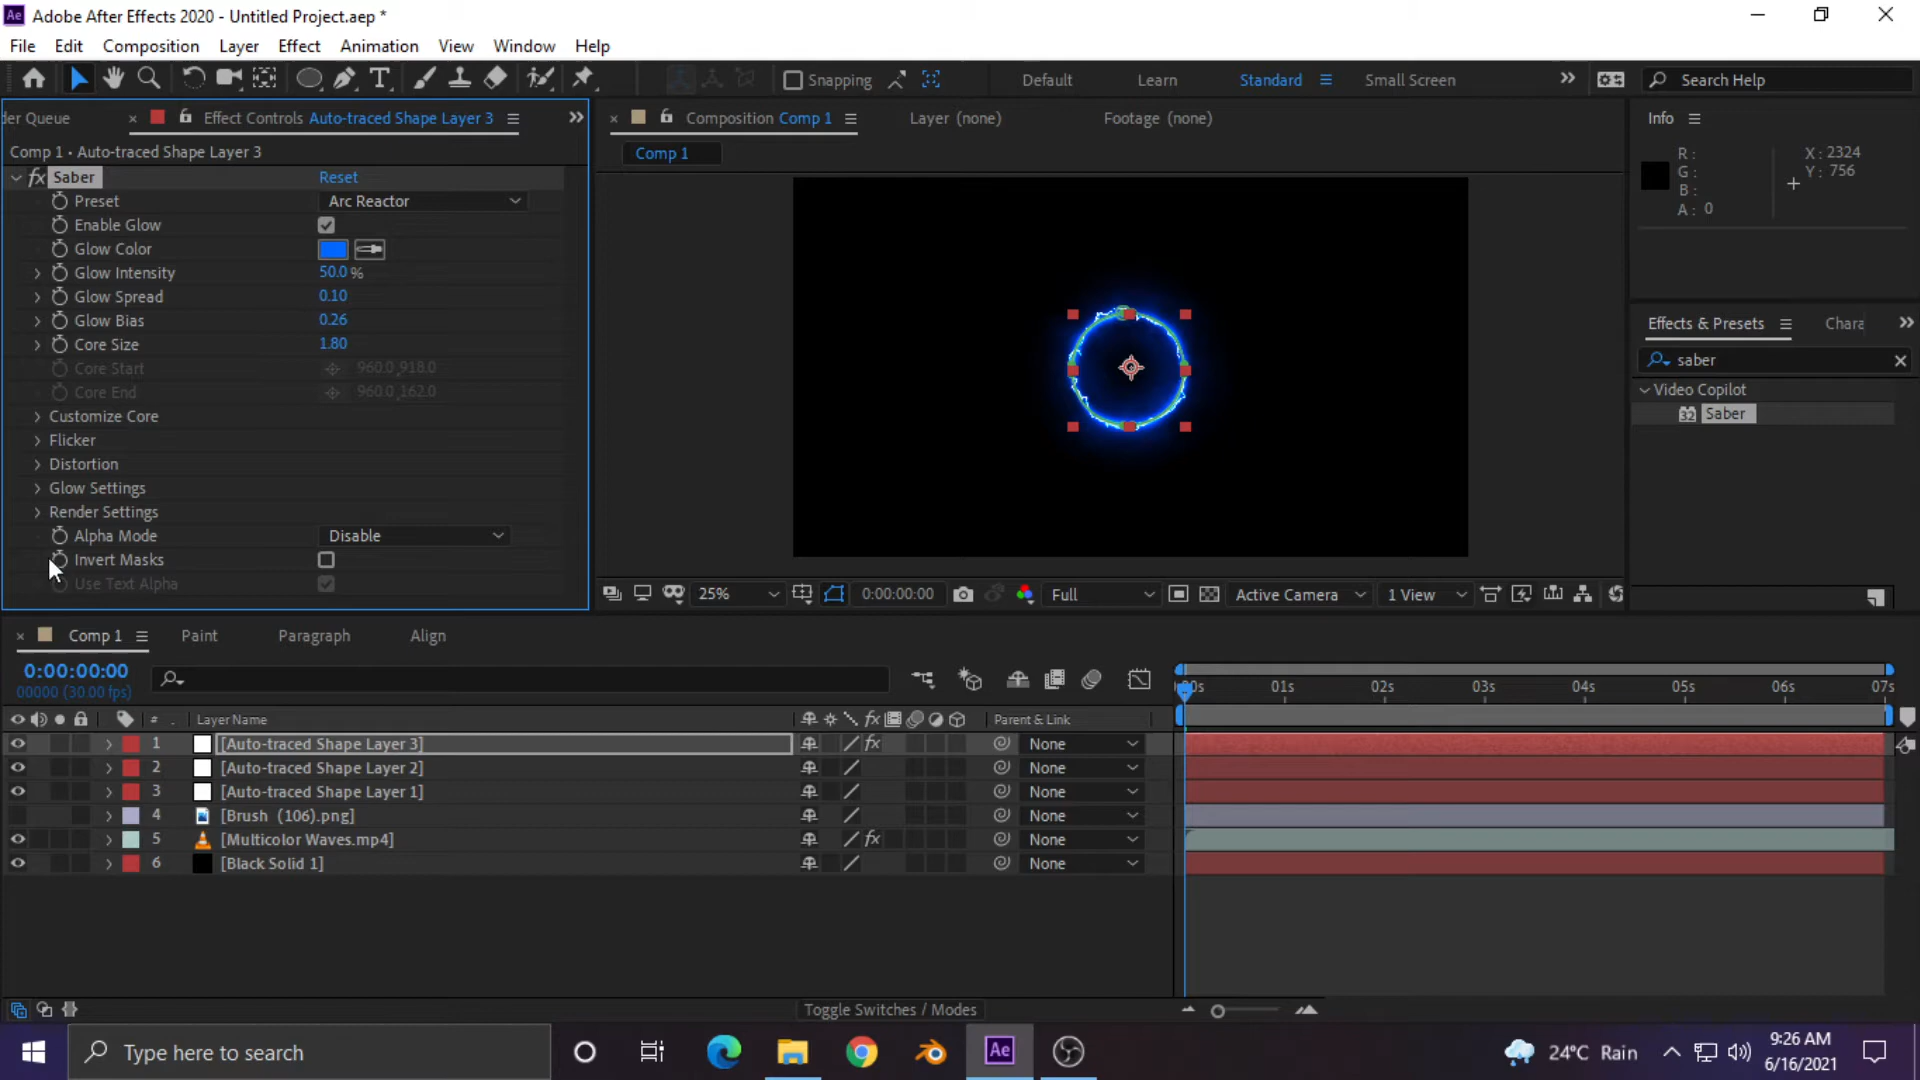 Ae Adobe After Effects 2020 - Untitled Project.aep *
File Edit Composition Layer Effect Animation View Window Help
Snapping Default Learn Standard Small Screen Search Help
der Queue Effect Controls Auto-traced Shape Layer 3
Composition Comp 1 Layer (none) Footage (none)
Info
Comp 1 • Auto-traced Shape Layer 3
Comp 1
R:
G:
B:
A: 0
X: 2324
Y: 756
fx Saber Reset
Preset Arc Reactor
Enable Glow
Glow Color
Glow Intensity 50.0 %
Glow Spread 0.10
Glow Bias 0.26
Core Size 1.80
Core Start 960.0,918.0
Core End 960.0,162.0
Customize Core
Flicker
Distortion
Glow Settings
Render Settings
Alpha Mode Disable
Invert Masks
Use Text Alpha
Effects & Presets Chara
saber
Video Copilot
32 Saber
25% 0:00:00:00 Full Active Camera 1 View
Comp 1 Paint Paragraph Align
0:00:00:00
00000 (30.00 fps)
00s 01s 02s 03s 04s 05s 06s 07s
# Layer Name fx Parent & Link
1 [Auto-traced Shape Layer 3] fx None
2 [Auto-traced Shape Layer 2] None
3 [Auto-traced Shape Layer 1] None
4 [Brush (106).png] None
5 [Multicolor Waves.mp4] fx None
6 [Black Solid 1] None
Toggle Switches / Modes
Type here to search
Ae
24°C Rain
9:26 AM
6/16/2021